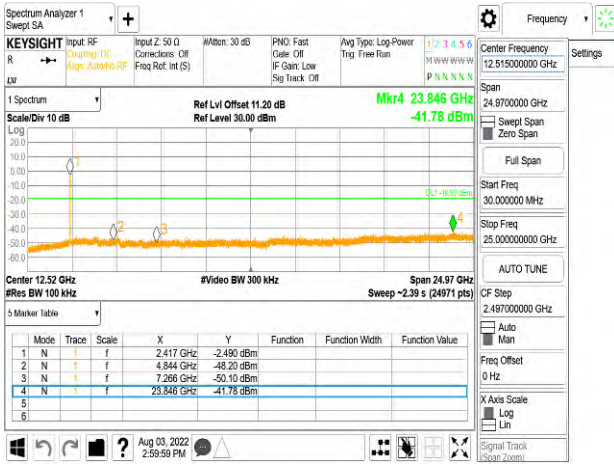 Spectrum Analyzer 1
Swept SA
Frequency
KEYSIGHT
R
Input: RF
Coupling: DC
Align: Auto/No RF
Input Z: 50 Ω
Corrections: Off
Freq Ref: Int (S)
#Atten: 30 dB
PNO: Fast
Gate: Off
IF Gain: Low
Sig Track: Off
Avg Type: Log-Power
Trig: Free Run
1 2 3 4 5 6
M W W W W W
P N N N N N
1 Spectrum
Scale/Div 10 dB
Ref Lvl Offset 11.20 dB
Ref Level 30.00 dBm
Mkr4 23.846 GHz
-41.78 dBm
Log
20.0
10.0
0.00
-10.0
-20.0
-30.0
-40.0
-50.0
-60.0
1
2
3
4
Center 12.52 GHz
#Res BW 100 kHz
#Video BW 300 kHz
Span 24.97 GHz
Sweep ~2.39 s (24971 pts)
5 Marker Table
Mode Trace Scale X Y Function Function Width Function Value
1 N 1 f 2.417 GHz -2.490 dBm
2 N 1 f 4.844 GHz -48.20 dBm
3 N 1 f 7.266 GHz -50.10 dBm
4 N 1 f 23.846 GHz -41.78 dBm
5
6
Aug 03, 2022
2:59:59 PM
Center Frequency
12.515000000 GHz
Span
24.9700000 GHz
Swept Span
Zero Span
Full Span
Start Freq
30.000000 MHz
Stop Freq
25.000000000 GHz
AUTO TUNE
CF Step
2.497000000 GHz
Auto
Man
Freq Offset
0 Hz
X Axis Scale
Log
Lin
Signal Track
(Span Zoom)
Settings